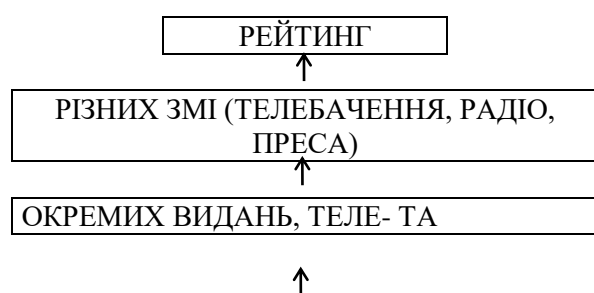 РЕЙТИНГ
РІЗНИХ ЗМІ (ТЕЛЕБАЧЕННЯ, РАДІО,
ПРЕСА)
ОКРЕМИХ ВИДАНЬ, ТЕЛЕ- ТА